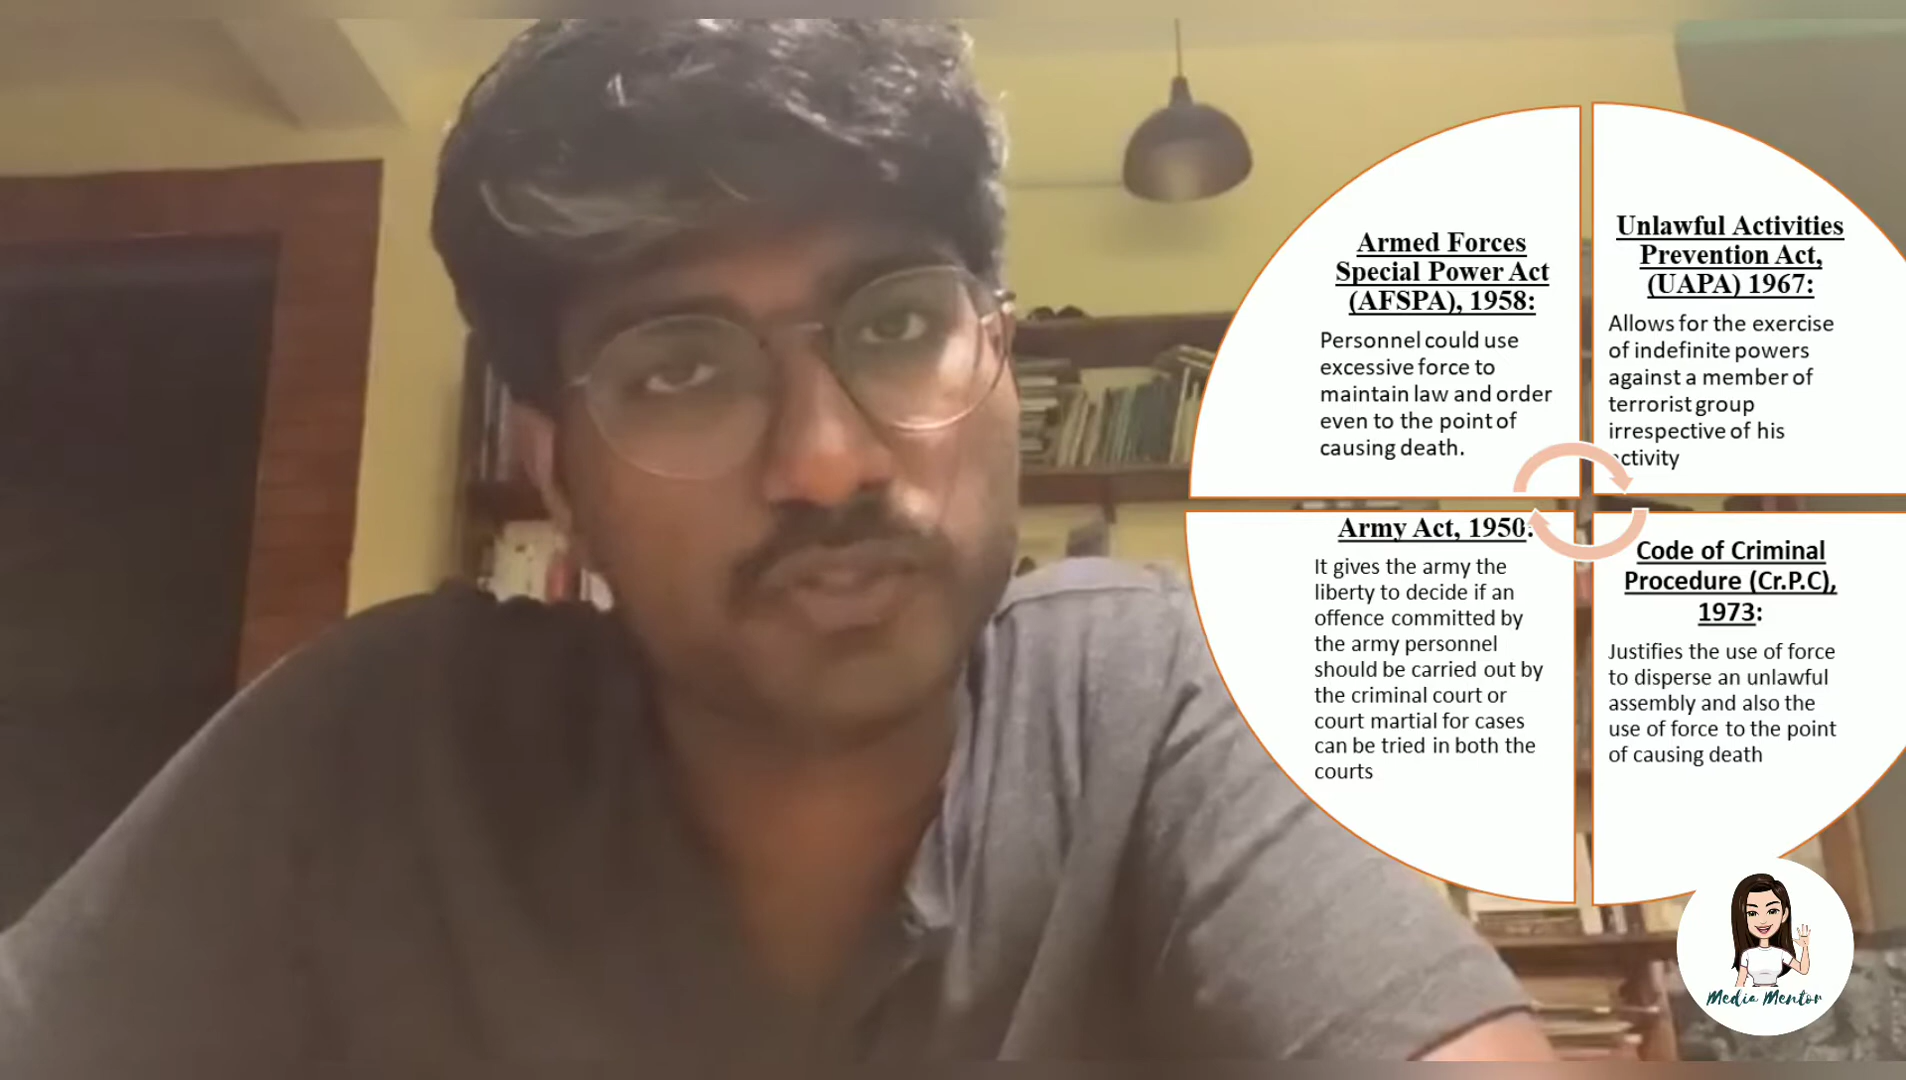 Armed Forces
Special Power Act
(AFSPA), 1958:
Personnel could use
excessive force to
maintain law and order
even to the point of
causing death.
Unlawful Activities
Prevention Act,
(UAPA) 1967:
Allows for the exercise
of indefinite powers
against a member of
terrorist group
irrespective of his
activity
Army Act, 1950:
It gives the army the
liberty to decide if an
offence committed by
the army personnel
should be carried out by
the criminal court or
court martial for cases
can be tried in both the
courts
Code of Criminal
Procedure (Cr.P.C),
1973:
Justifies the use of force
to disperse an unlawful
assembly and also the
use of force to the point
of causing death
Media Mentor